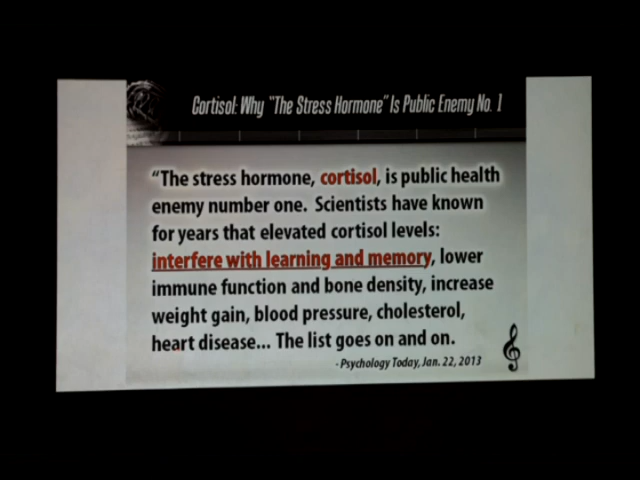 Cortisol: Why "The Stress Hormone" Is Public Enemy No. 1
“The stress hormone, cortisol, is public health
enemy number one. Scientists have known
for years that elevated cortisol levels:
interfere with learning and memory, lower
immune function and bone density, increase
weight gain, blood pressure, cholesterol,
heart disease... The list goes on and on.
- Psychology Today, Jan. 22, 2013